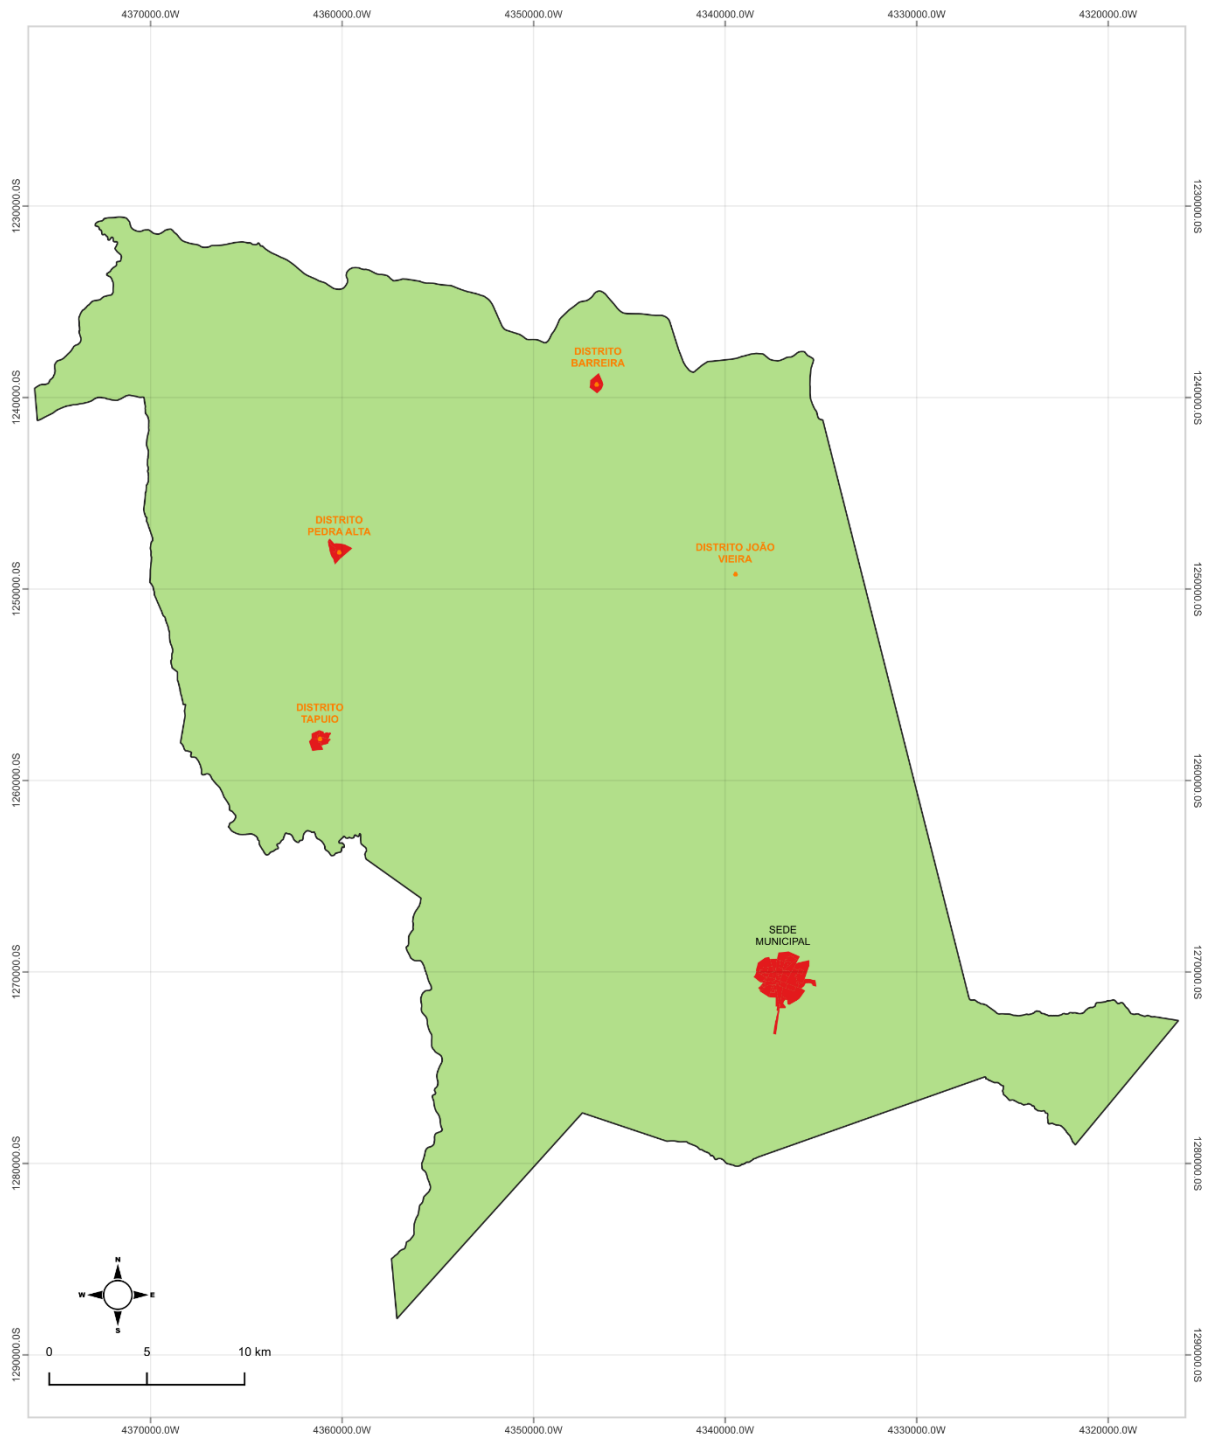 4370000.0W 4360000.0W 4350000.0W 4340000.0W 4330000.0W 4320000.0W
1230000.0S 1230000.0S
DISTRITO
BARREIRA
1240000.0S 1240000.0S
DISTRITO
PEDRA ALTA
DISTRITO JOÃO
VIEIRA
1250000.0S 1250000.0S
DISTRITO
TAPUIO
1260000.0S 1260000.0S
SEDE
MUNICIPAL
1270000.0S 1270000.0S
1280000.0S 1280000.0S
N
W E
S
0 5 10 km
1290000.0S 1290000.0S
4370000.0W 4360000.0W 4350000.0W 4340000.0W 4330000.0W 4320000.0W